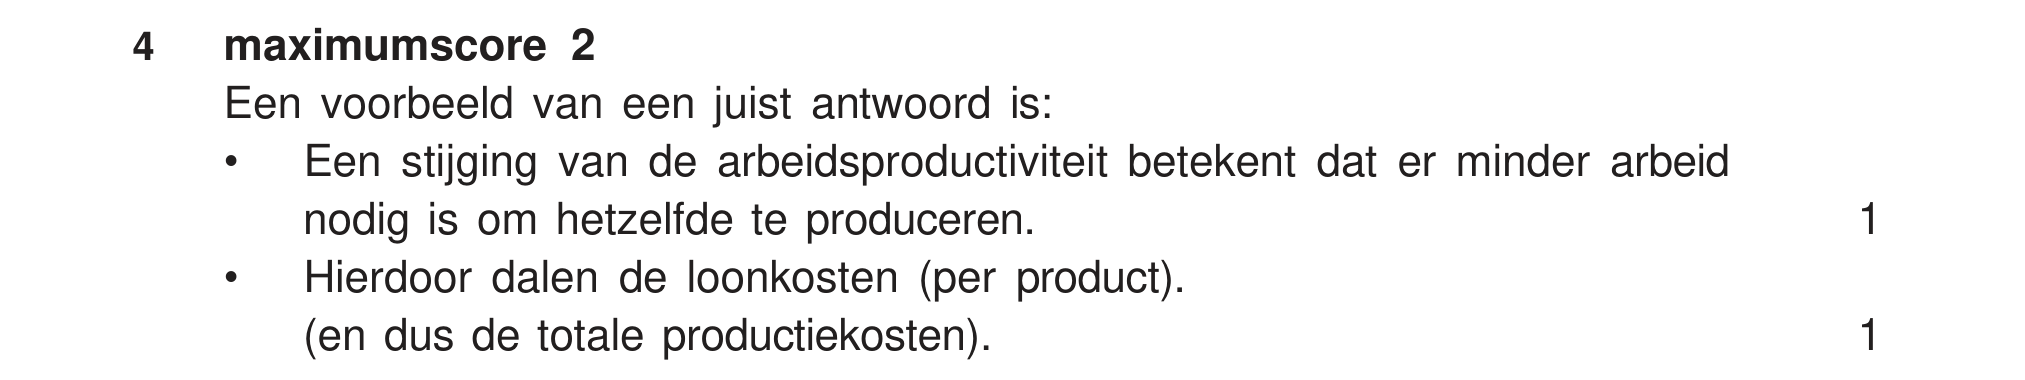 4 maximumscore 2
Een voorbeeld van een juist antwoord is:
• Een stijging van de arbeidsproductiviteit betekent dat er minder arbeid
nodig is om hetzelfde te produceren. 1
• Hierdoor dalen de loonkosten (per product).
(en dus de totale productiekosten). 1